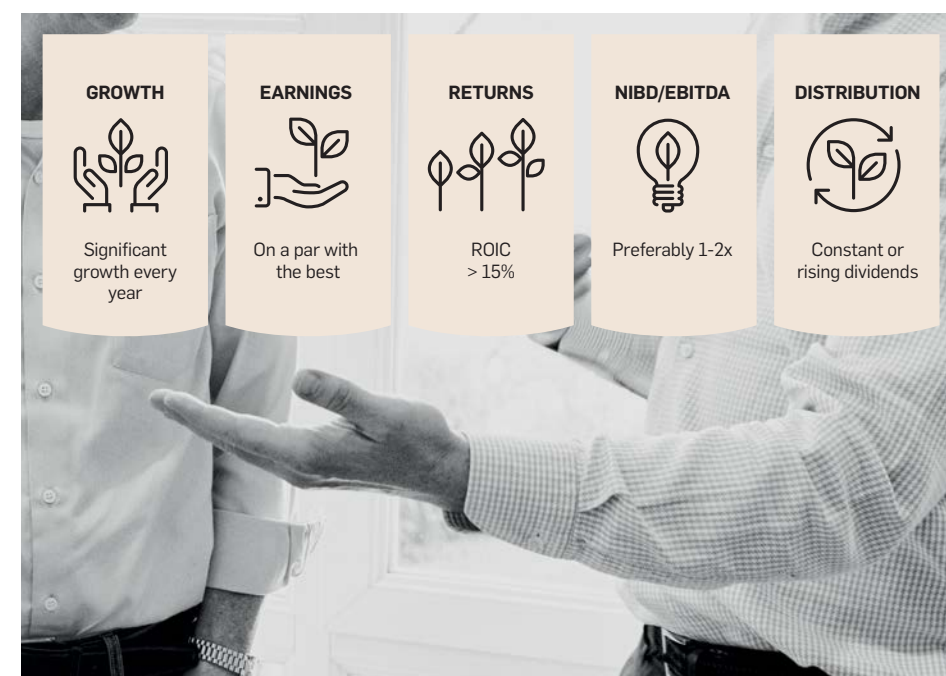 GROWTH
Significant
growth every
year
EARNINGS
On a par with
the best
RETURNS
ROIC
> 15%
NIBD/EBITDA
Preferably 1-2x
DISTRIBUTION
Constant or
rising dividends